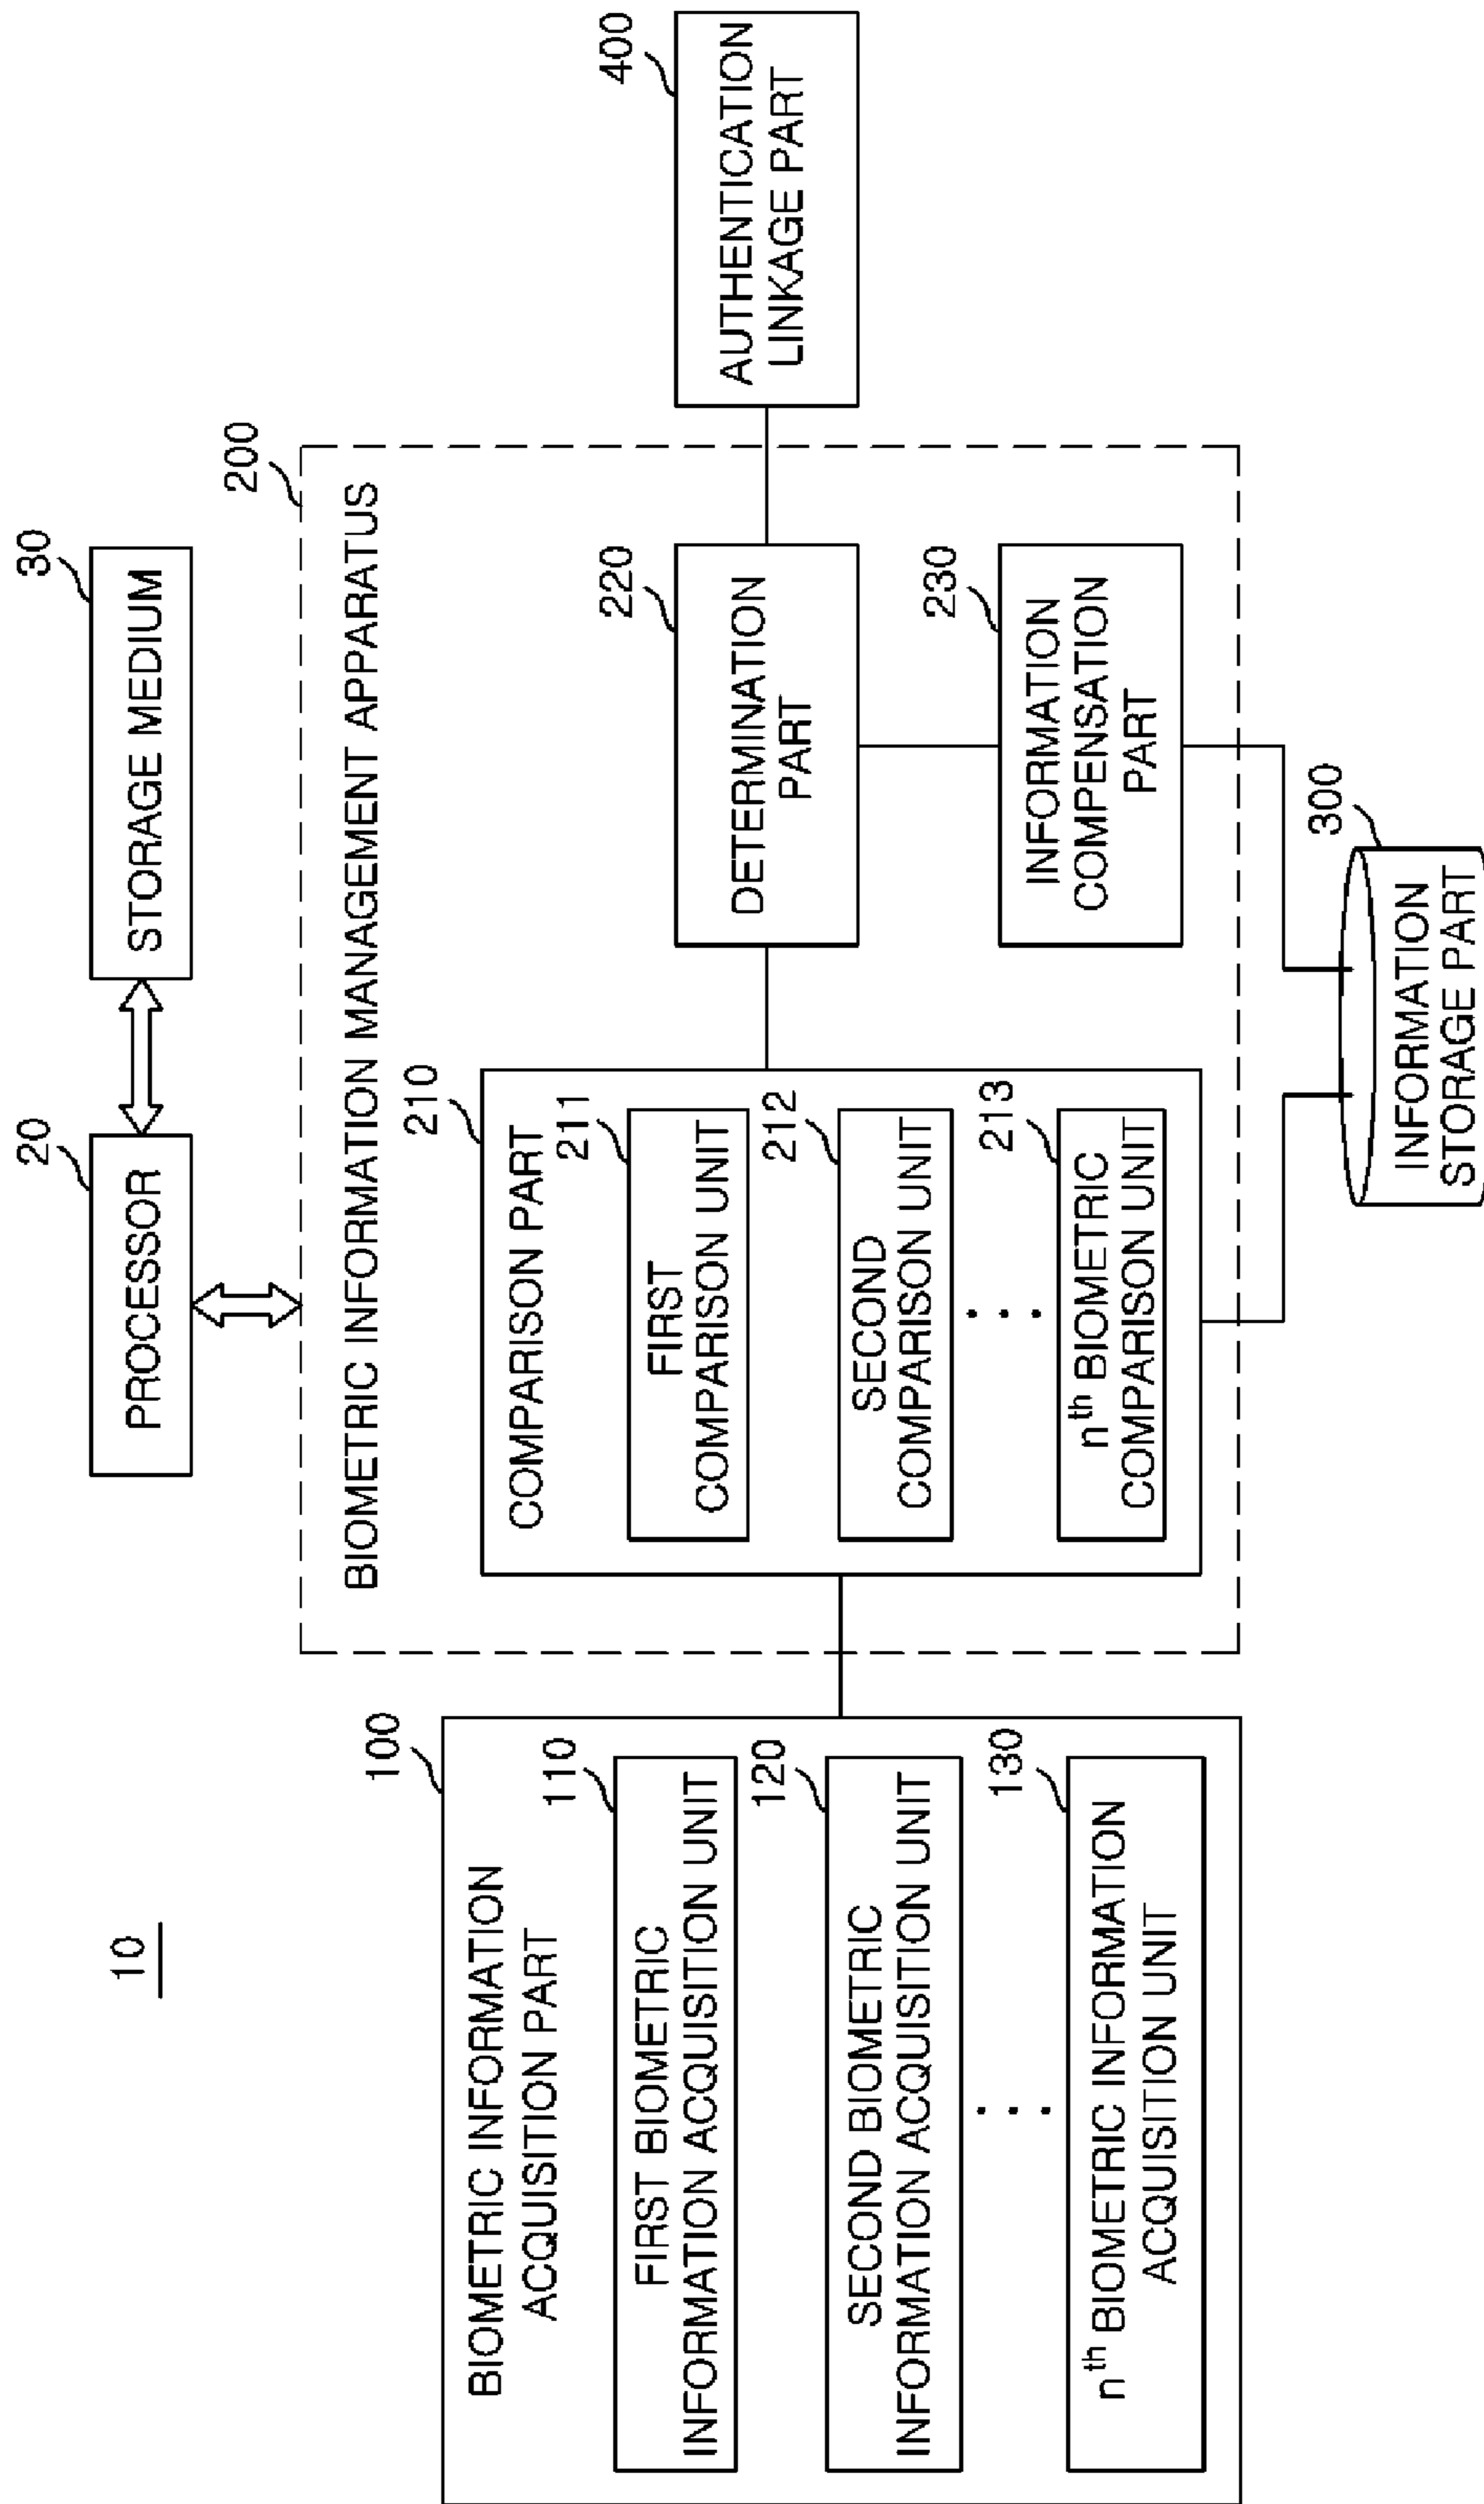 10
20
PROCESSOR
30
STORAGE MEDIUM
100
BIOMETRIC INFORMATION
ACQUISITION PART
110
FIRST BIOMETRIC
INFORMATION ACQUISITION UNIT
120
SECOND BIOMETRIC
INFORMATION ACQUISITION UNIT
130
nth BIOMETRIC INFORMATION
ACQUISITION UNIT
200
BIOMETRIC INFORMATION MANAGEMENT APPARATUS
210
COMPARISON PART
211
FIRST
COMPARISON UNIT
212
SECOND
COMPARISON UNIT
213
nth BIOMETRIC
COMPARISON UNIT
220
DETERMINATION
PART
230
INFORMATION
COMPENSATION
PART
400
AUTHENTICATION
LINKAGE PART
300
INFORMATION
STORAGE PART